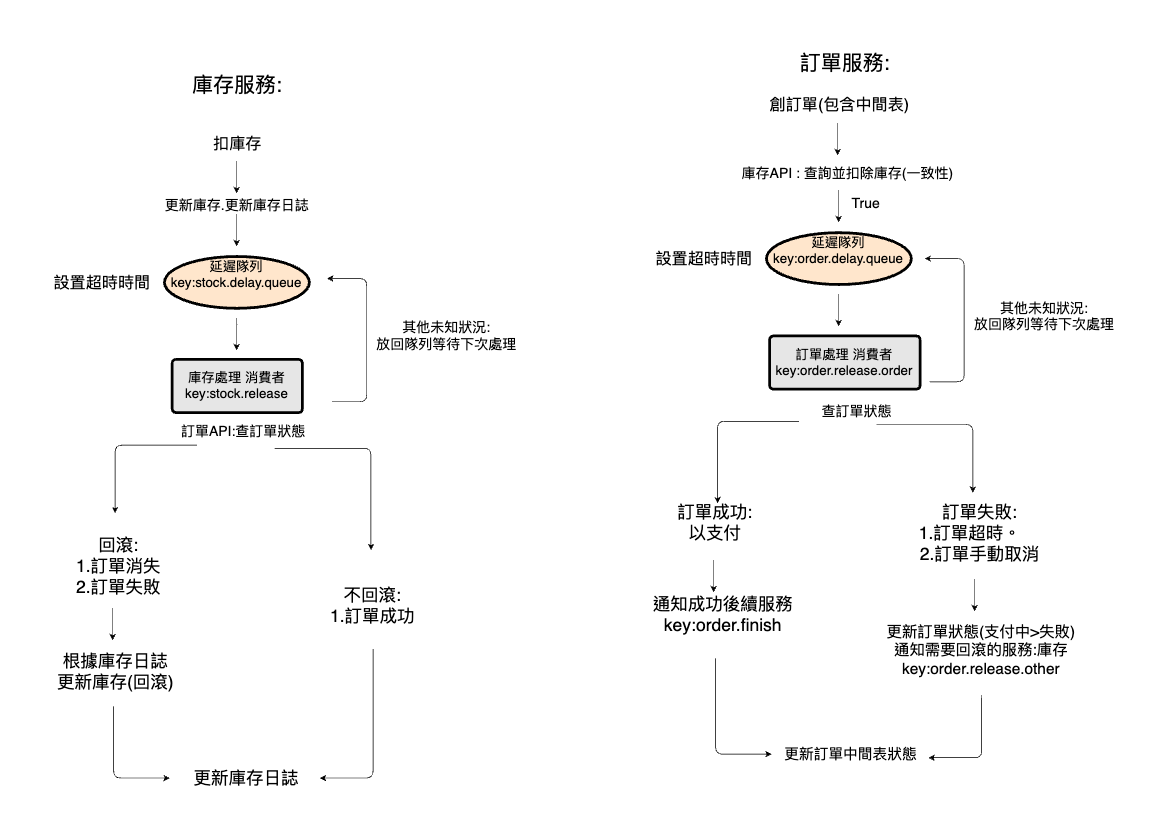 庫存服務:
扣庫存
更新庫存.更新庫存日誌
設置超時時間
延遲隊列
key:stock.delay.queue
其他未知狀況:
放回隊列等待下次處理
庫存處理 消費者
key:stock.release
訂單API:查訂單狀態
回滾:
1.訂單消失
2.訂單失敗
不回滾:
1.訂單成功
根據庫存日誌
更新庫存(回滾)
更新庫存日誌
訂單服務:
創訂單(包含中間表)
庫存API : 查詢並扣除庫存(一致性)
True
設置超時時間
延遲隊列
key:order.delay.queue
其他未知狀況:
放回隊列等待下次處理
訂單處理 消費者
key:order.release.order
查訂單狀態
訂單成功:
以支付
訂單失敗:
1.訂單超時。
2.訂單手動取消
通知成功後續服務
key:order.finish
更新訂單狀態(支付中>失敗)
通知需要回滾的服務:庫存
key:order.release.other
更新訂單中間表狀態